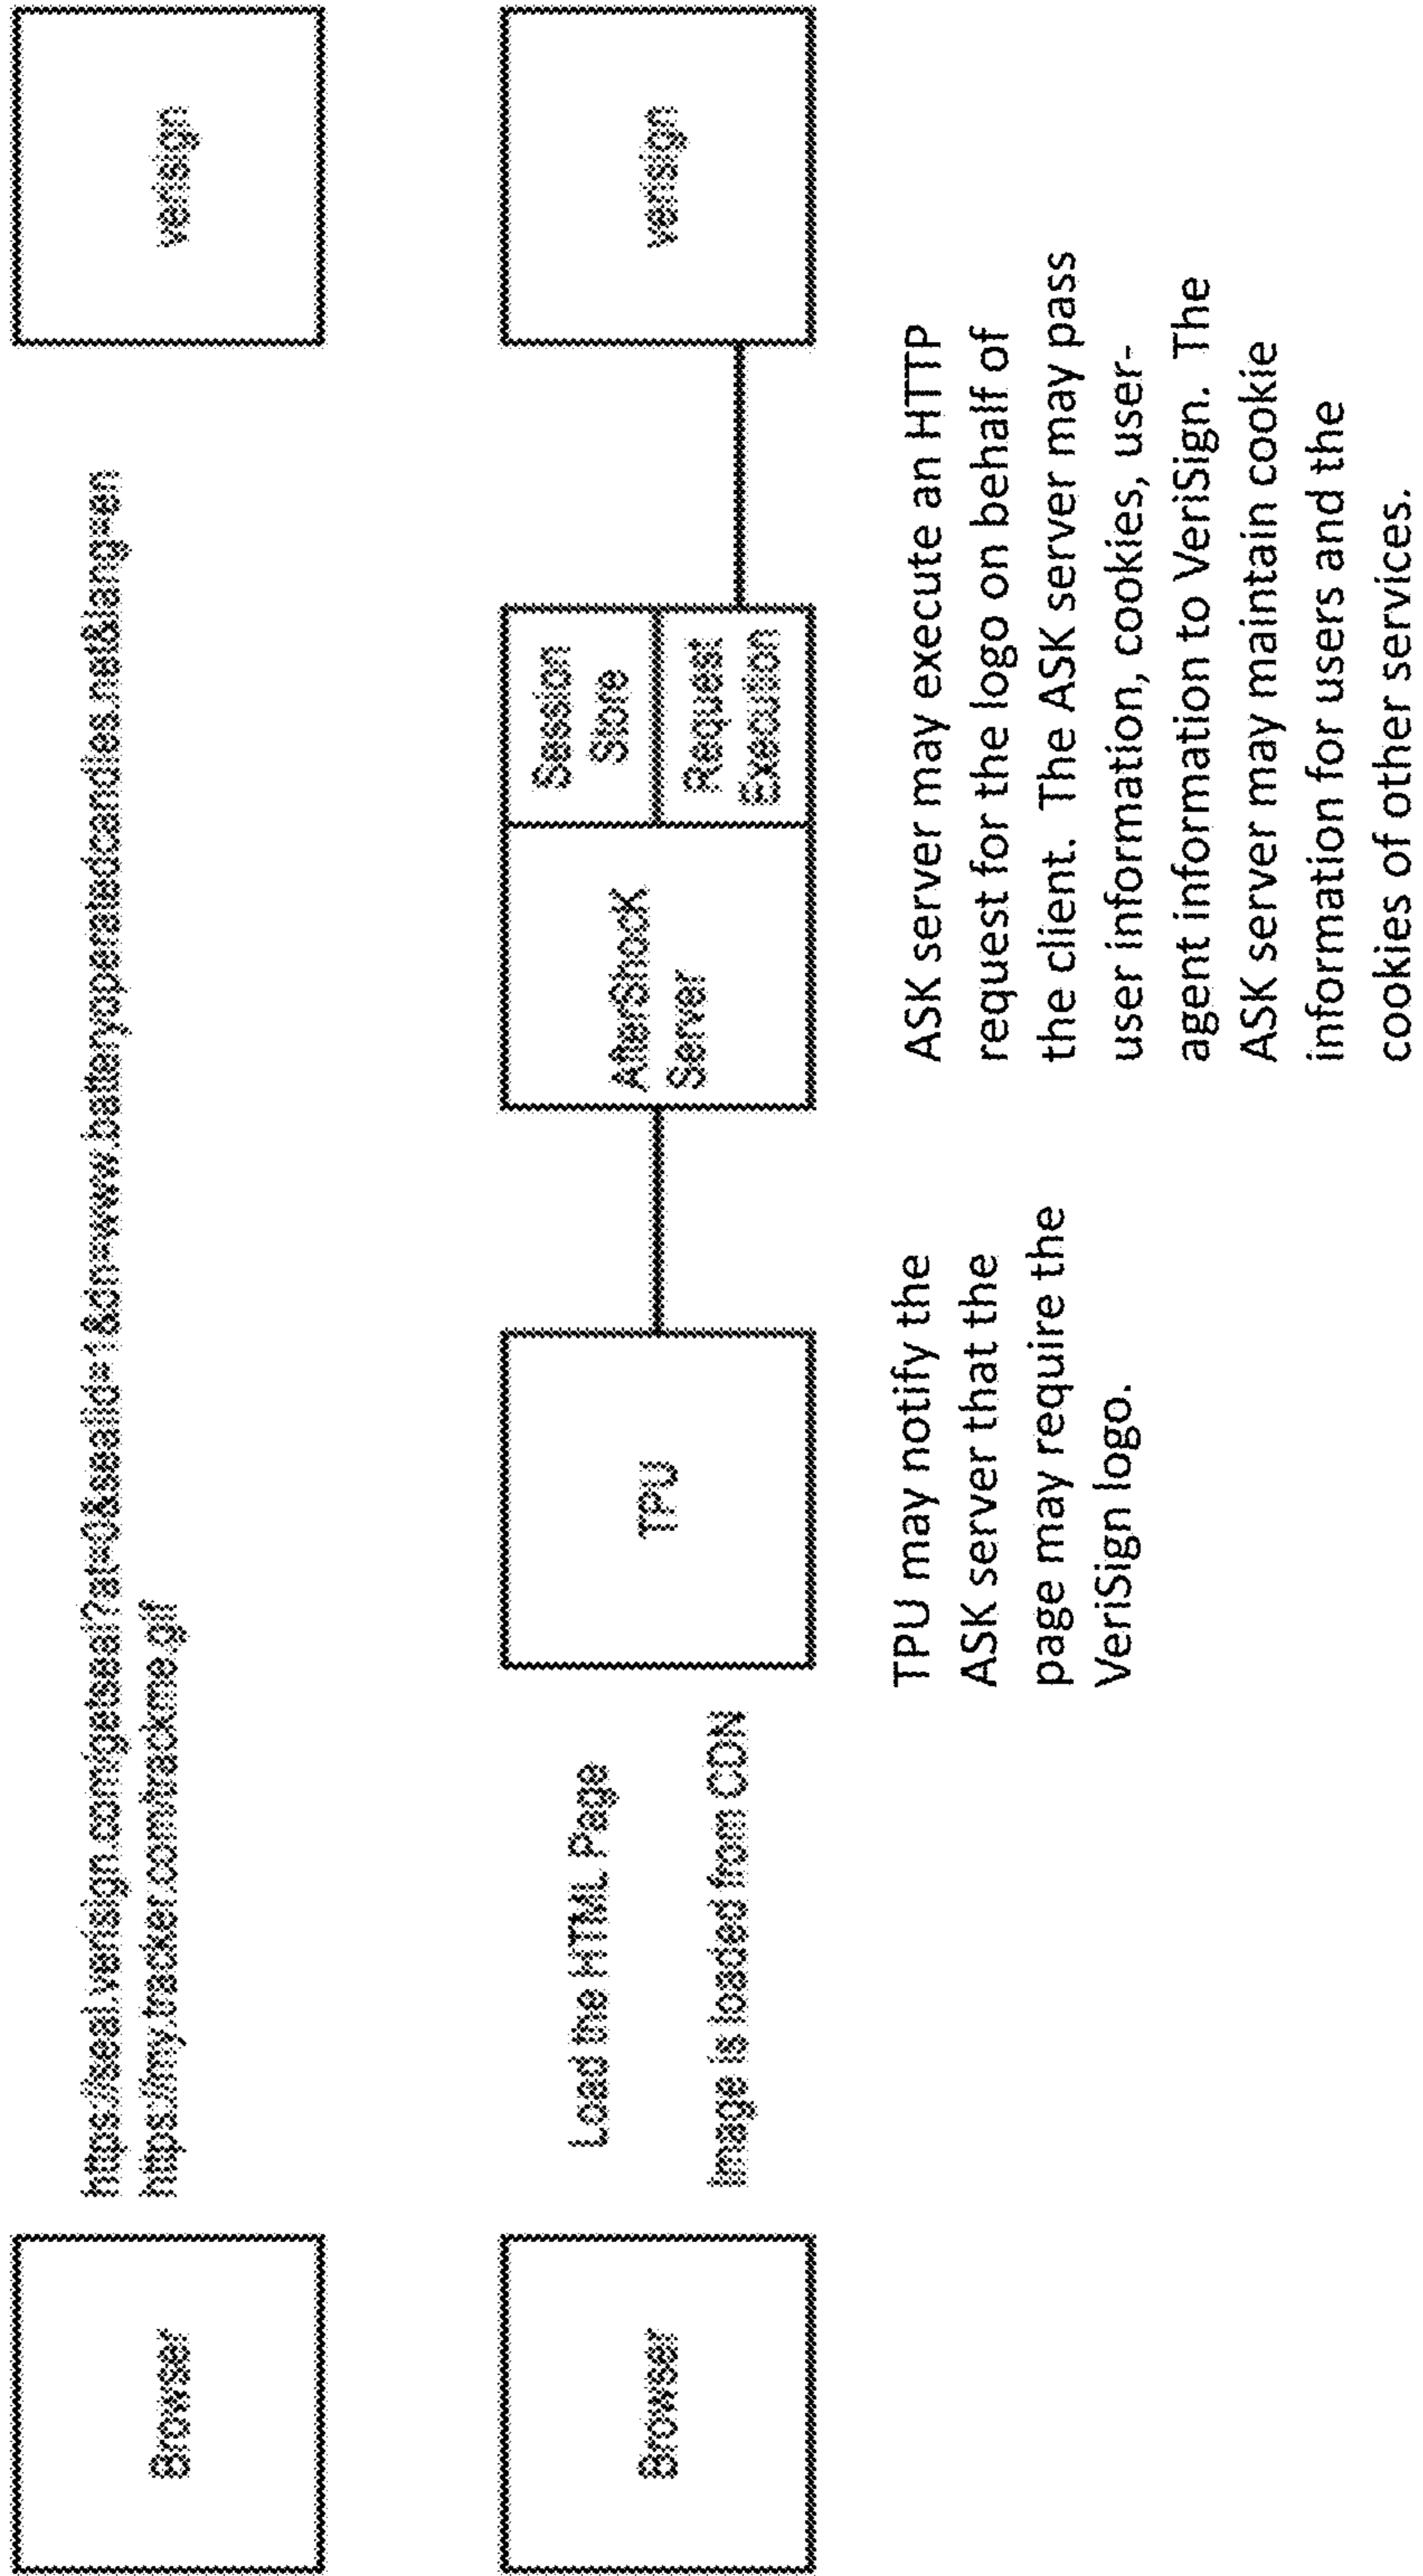 Browser
https://seal.verisign.com/getseal?at=0&sealid=1&dn=www.batteryoperatedcandles.net&lang=en
https://my.tracker.com/trackme.gif
verisign
Browser
Load the HTML Page
Image is loaded from CDN
TPU
AfterShockX
Server
Session
Store
Request
Execution
verisign
TPU may notify the
ASK server that the
page may require the
VeriSign logo.
ASK server may execute an HTTP
request for the logo on behalf of
the client. The ASK server may pass
user information, cookies, user-
agent information to VeriSign. The
ASK server may maintain cookie
information for users and the
cookies of other services.